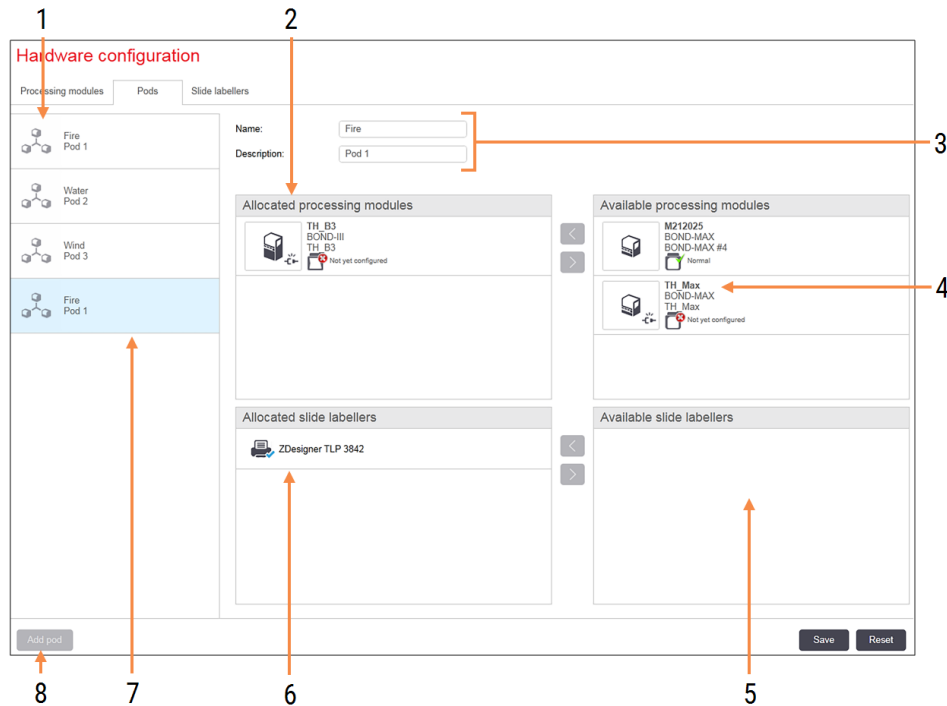 1
2
Hardware configuration
Processing modules
Pods
Slide labellers
Fire
Pod 1
Water
Pod 2
Wind
Pod 3
Fire
Pod 1
Name:
Fire
Description:
Pod 1
3
Allocated processing modules
TH_B3
BOND-III
TH_B3
Not yet configured
<
>
Available processing modules
M212025
BOND-MAX
BOND-MAX #4
Normal
TH_Max
BOND-MAX
TH_Max
Not yet configured
4
Allocated slide labellers
ZDesigner TLP 3842
<
>
Available slide labellers
Add pod
Save
Reset
8
7
6
5